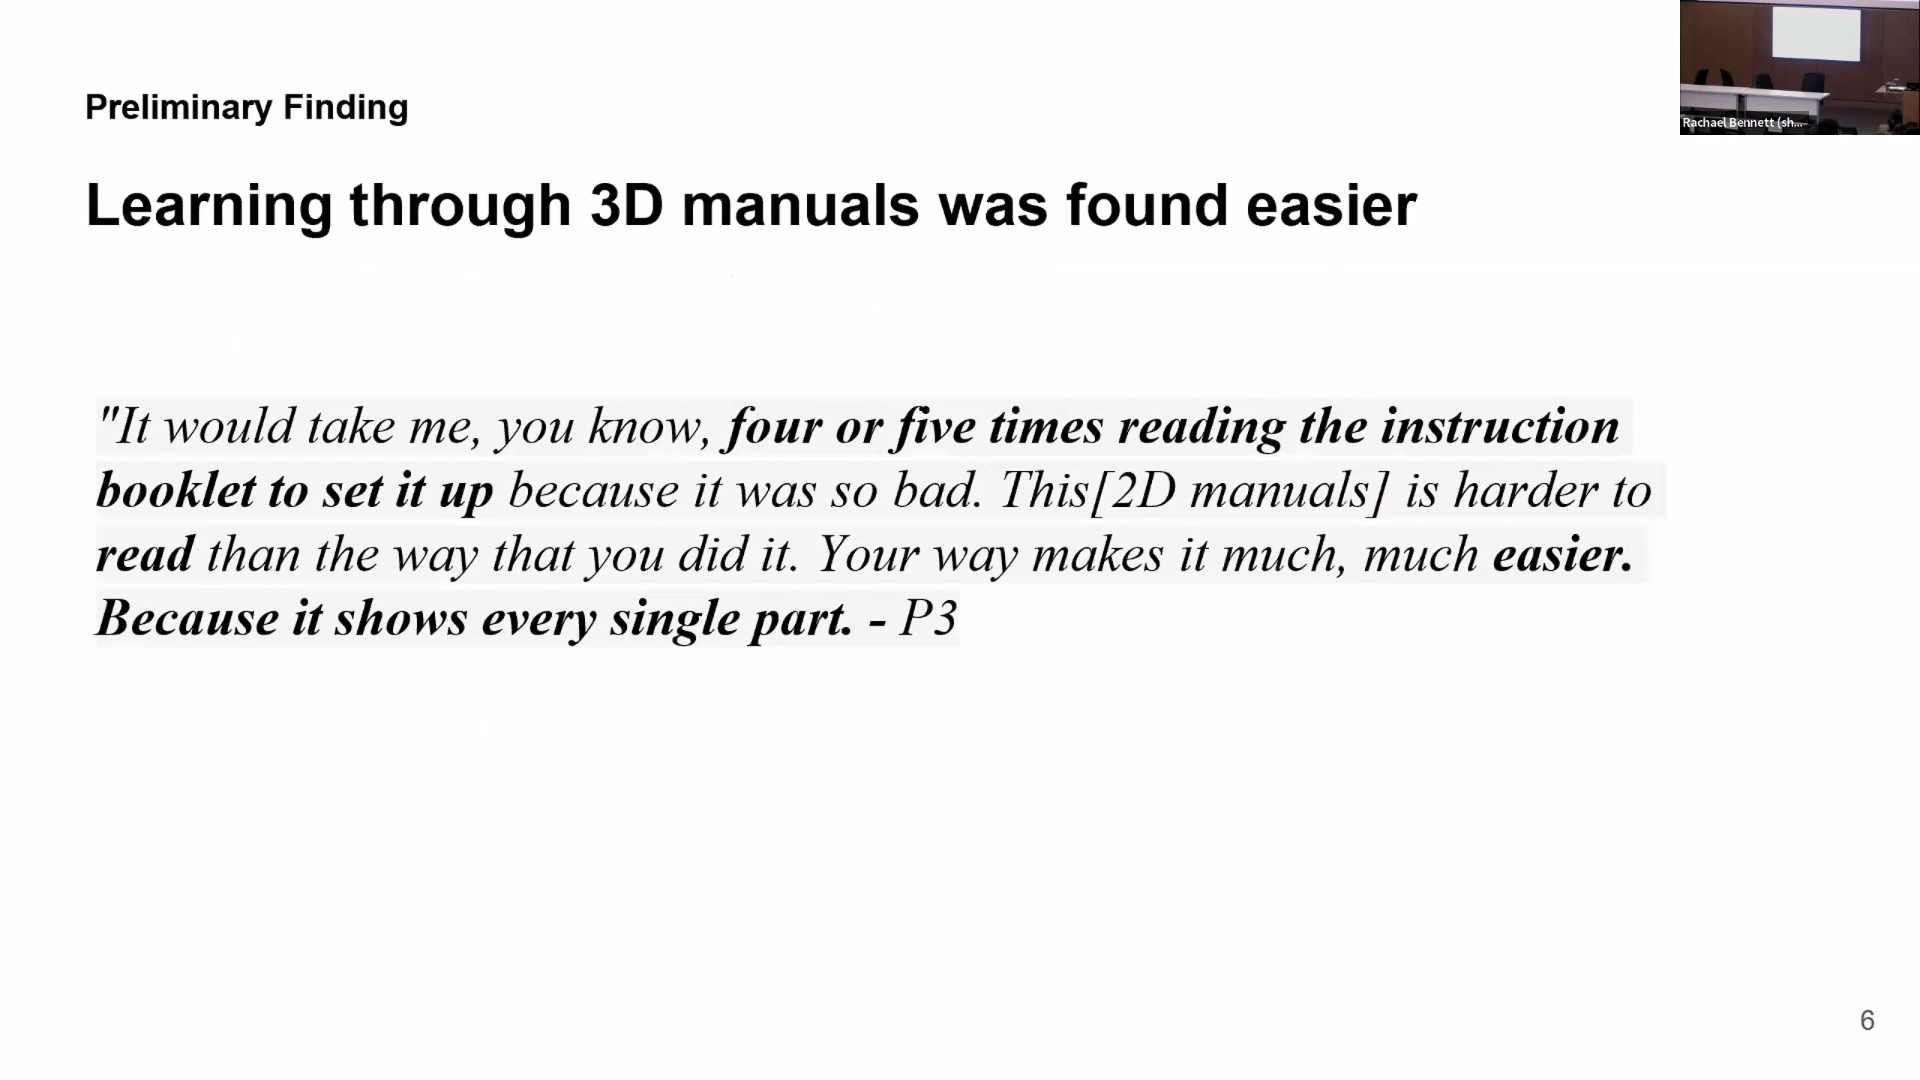 Preliminary Finding
Learning through 3D manuals was found easier
"It would take me, you know, four or five times reading the instruction
booklet to set it up because it was so bad. This[2D manuals] is harder to
read than the way that you did it. Your way makes it much, much easier.
Because it shows every single part. - P3
Rachael Bennett (sh...
6